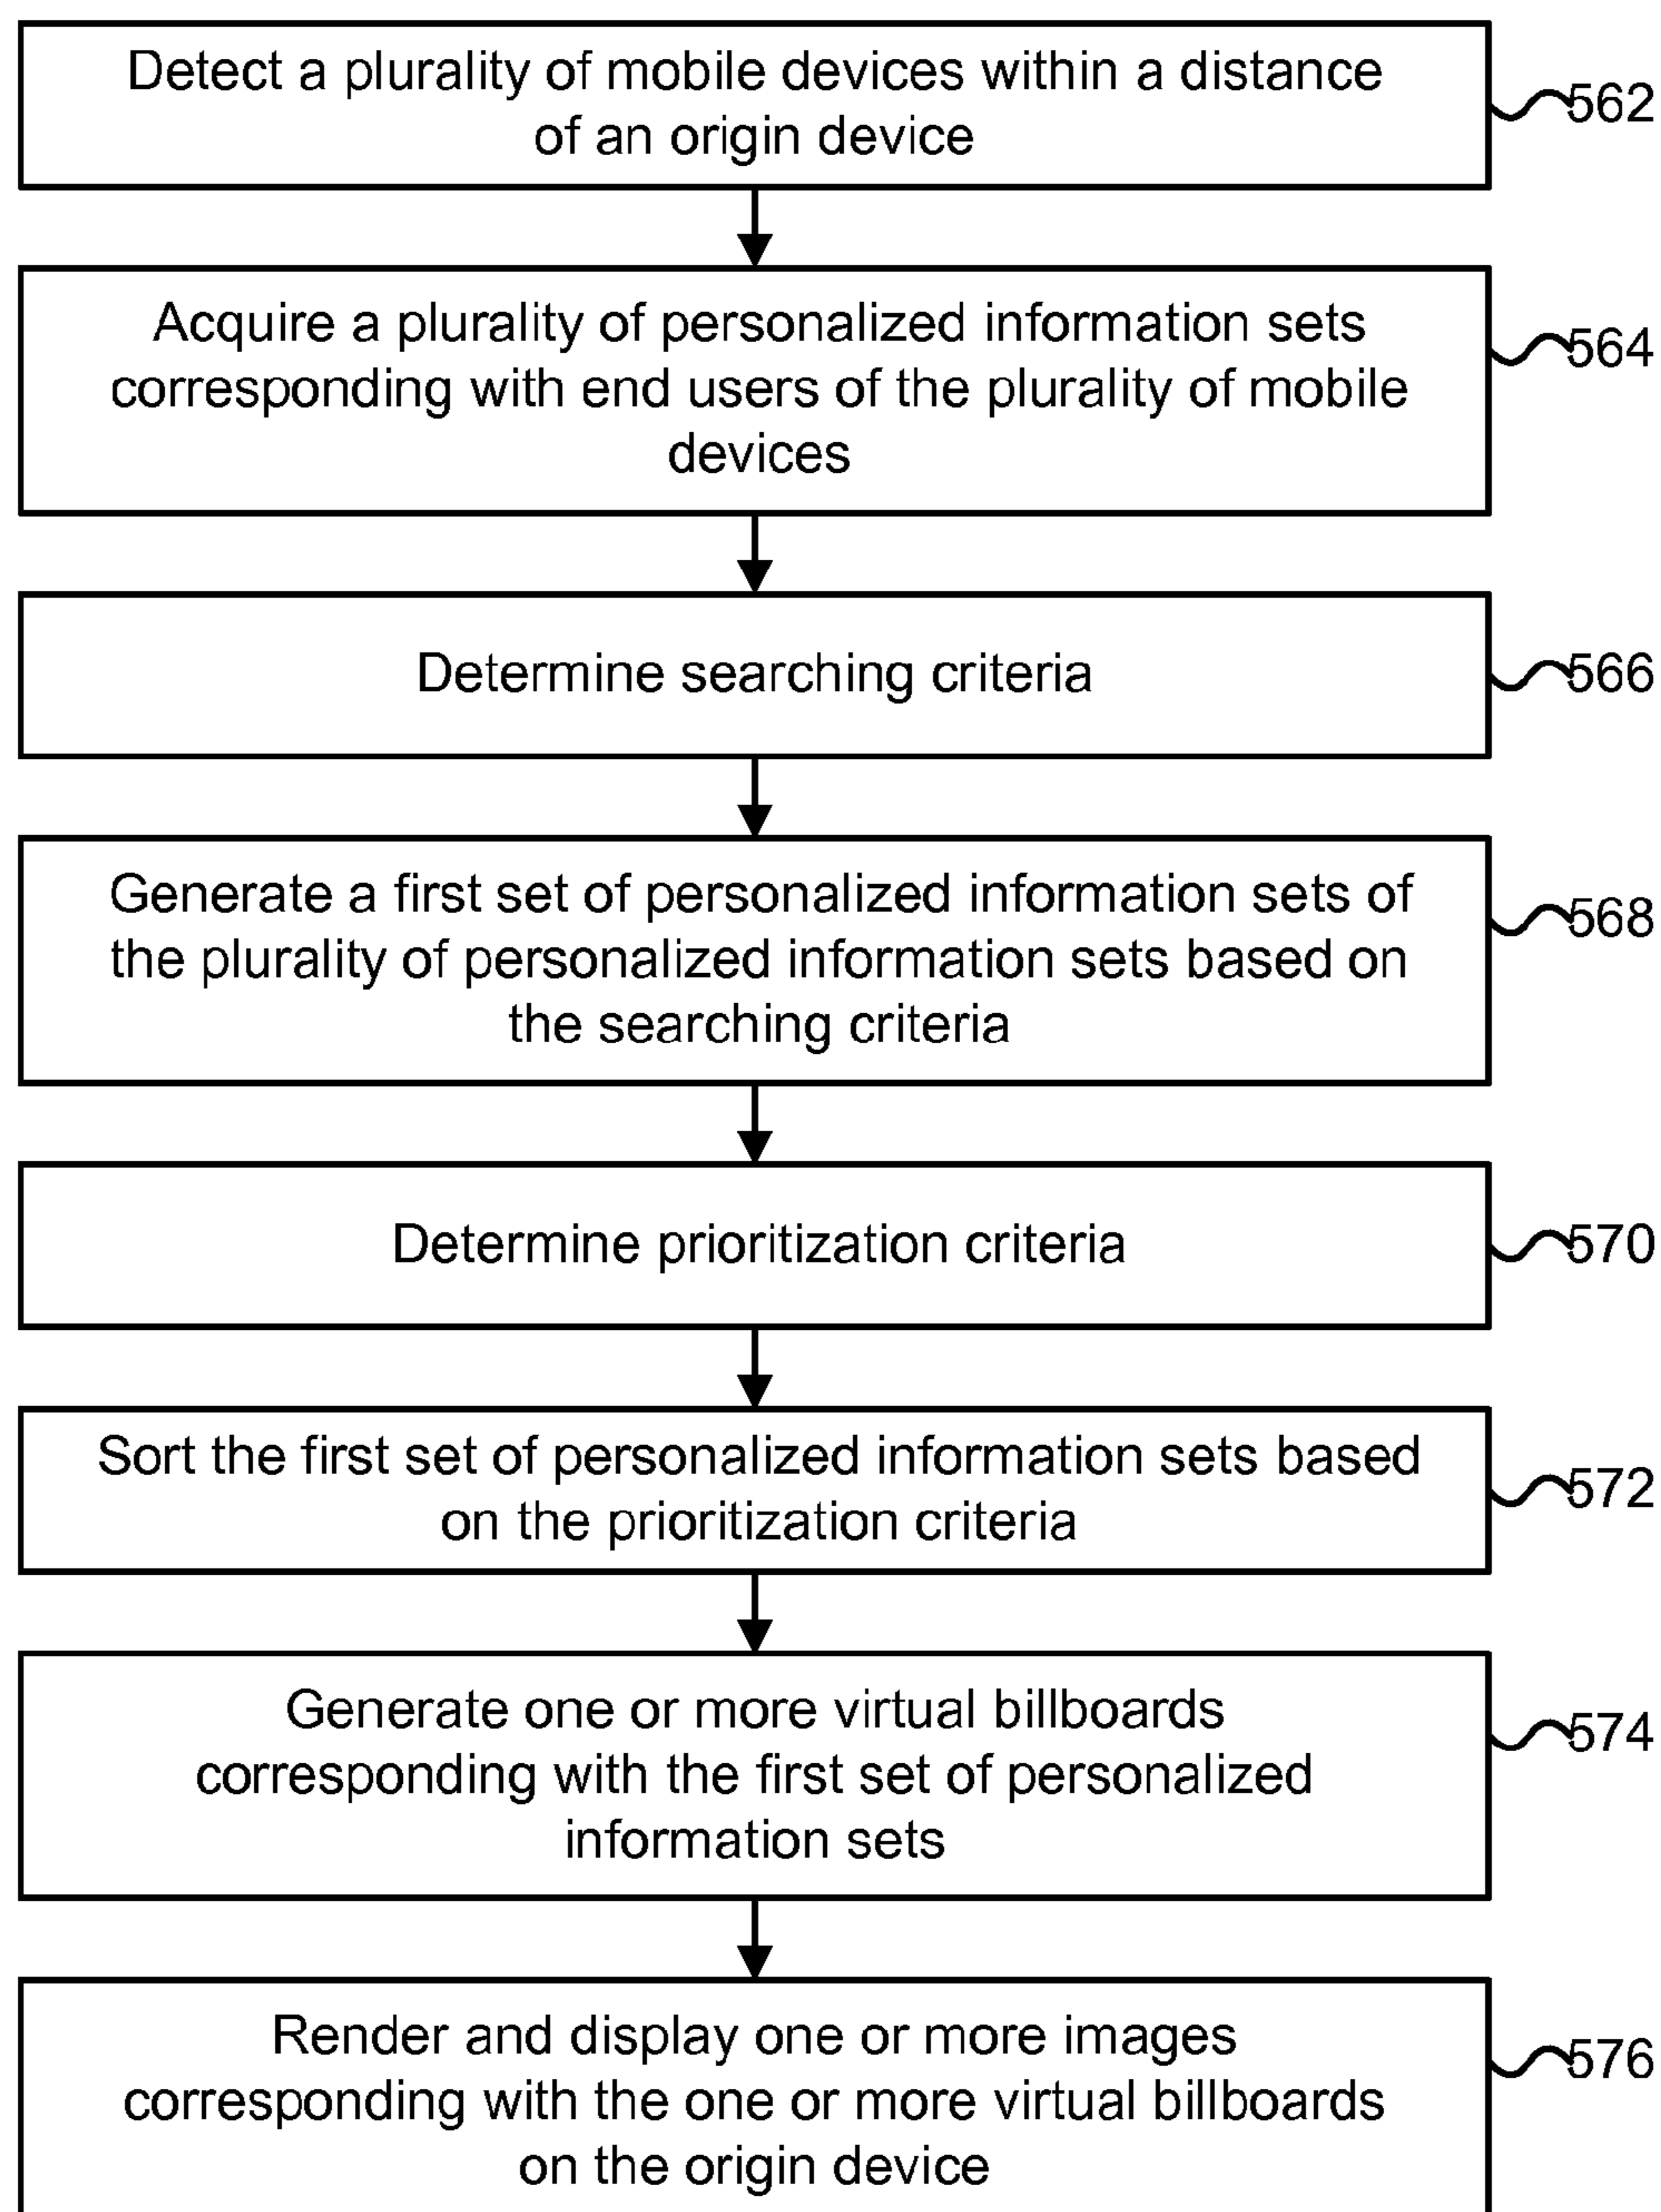 Detect a plurality of mobile devices within a distance
of an origin device
562
Acquire a plurality of personalized information sets
corresponding with end users of the plurality of mobile
devices
564
Determine searching criteria
566
Generate a first set of personalized information sets of
the plurality of personalized information sets based on
the searching criteria
568
Determine prioritization criteria
570
Sort the first set of personalized information sets based
on the prioritization criteria
572
Generate one or more virtual billboards
corresponding with the first set of personalized
information sets
574
Render and display one or more images
corresponding with the one or more virtual billboards
on the origin device
576